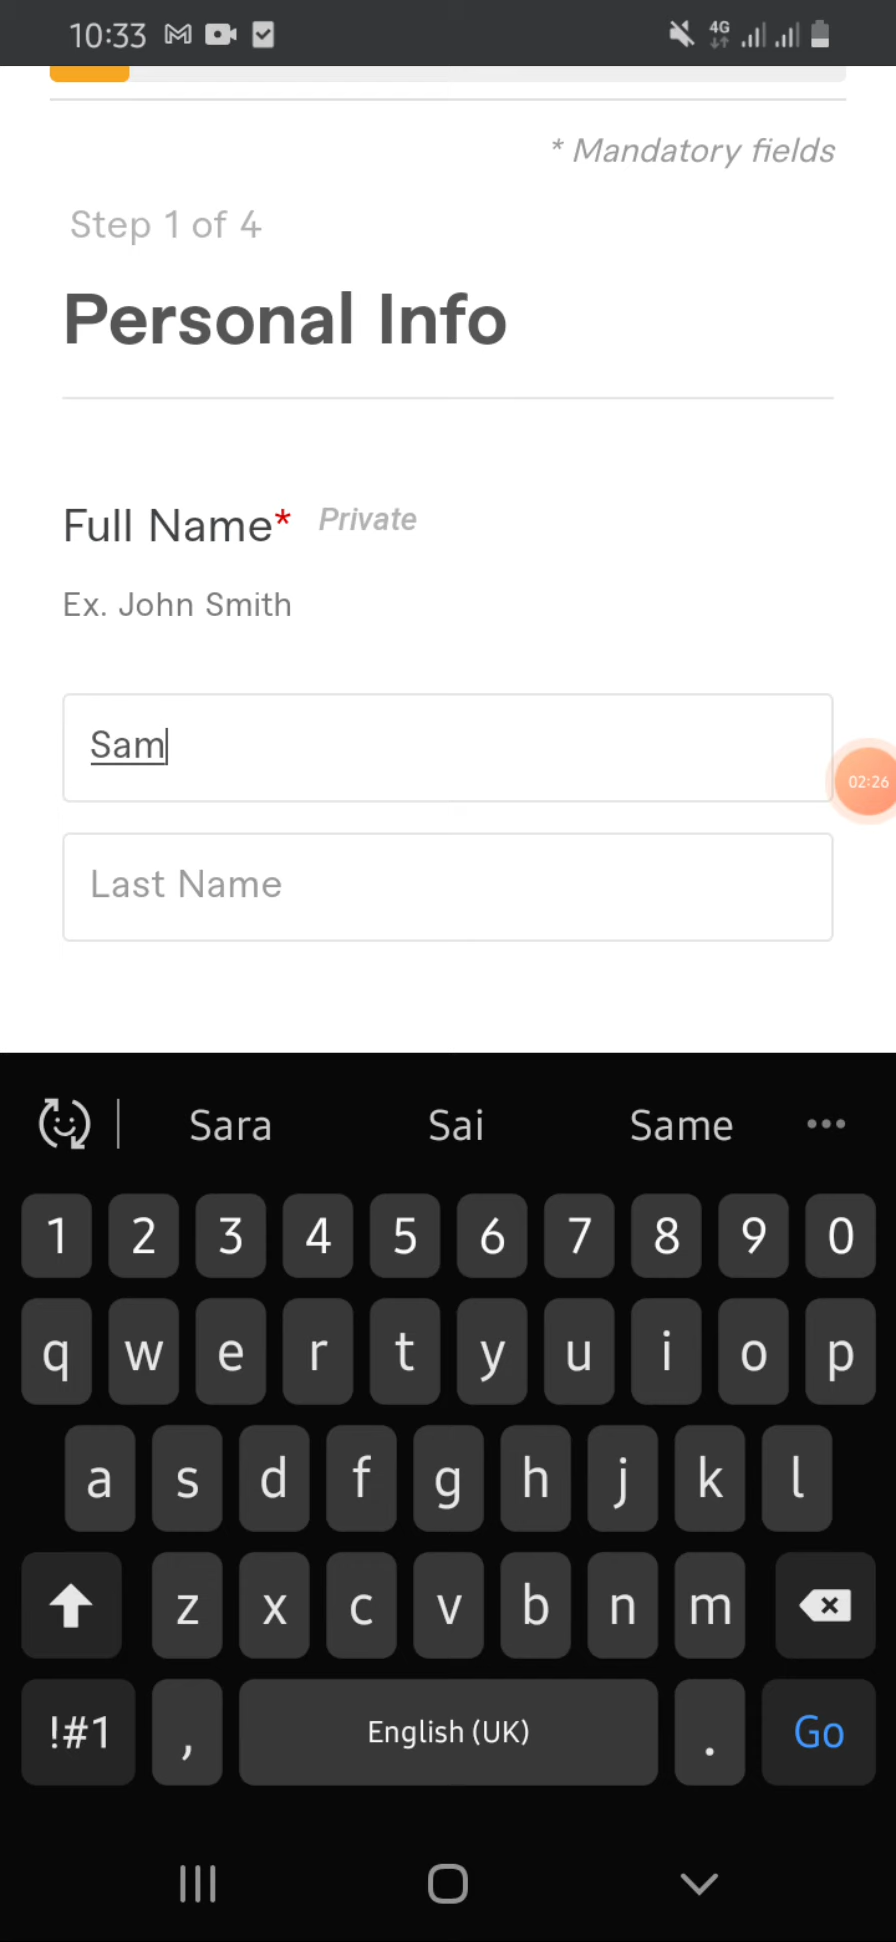 10:33 4G
* Mandatory fields
Step 1 of 4
Personal Info
Full Name* Private
Ex. John Smith
Sam
02:26
Last Name
Sara Sai Same •••
1 2 3 4 5 6 7 8 9 0
q w e r t y u i o p
a s d f g h j k l
z x c v b n m
!#1 , English (UK) . Go